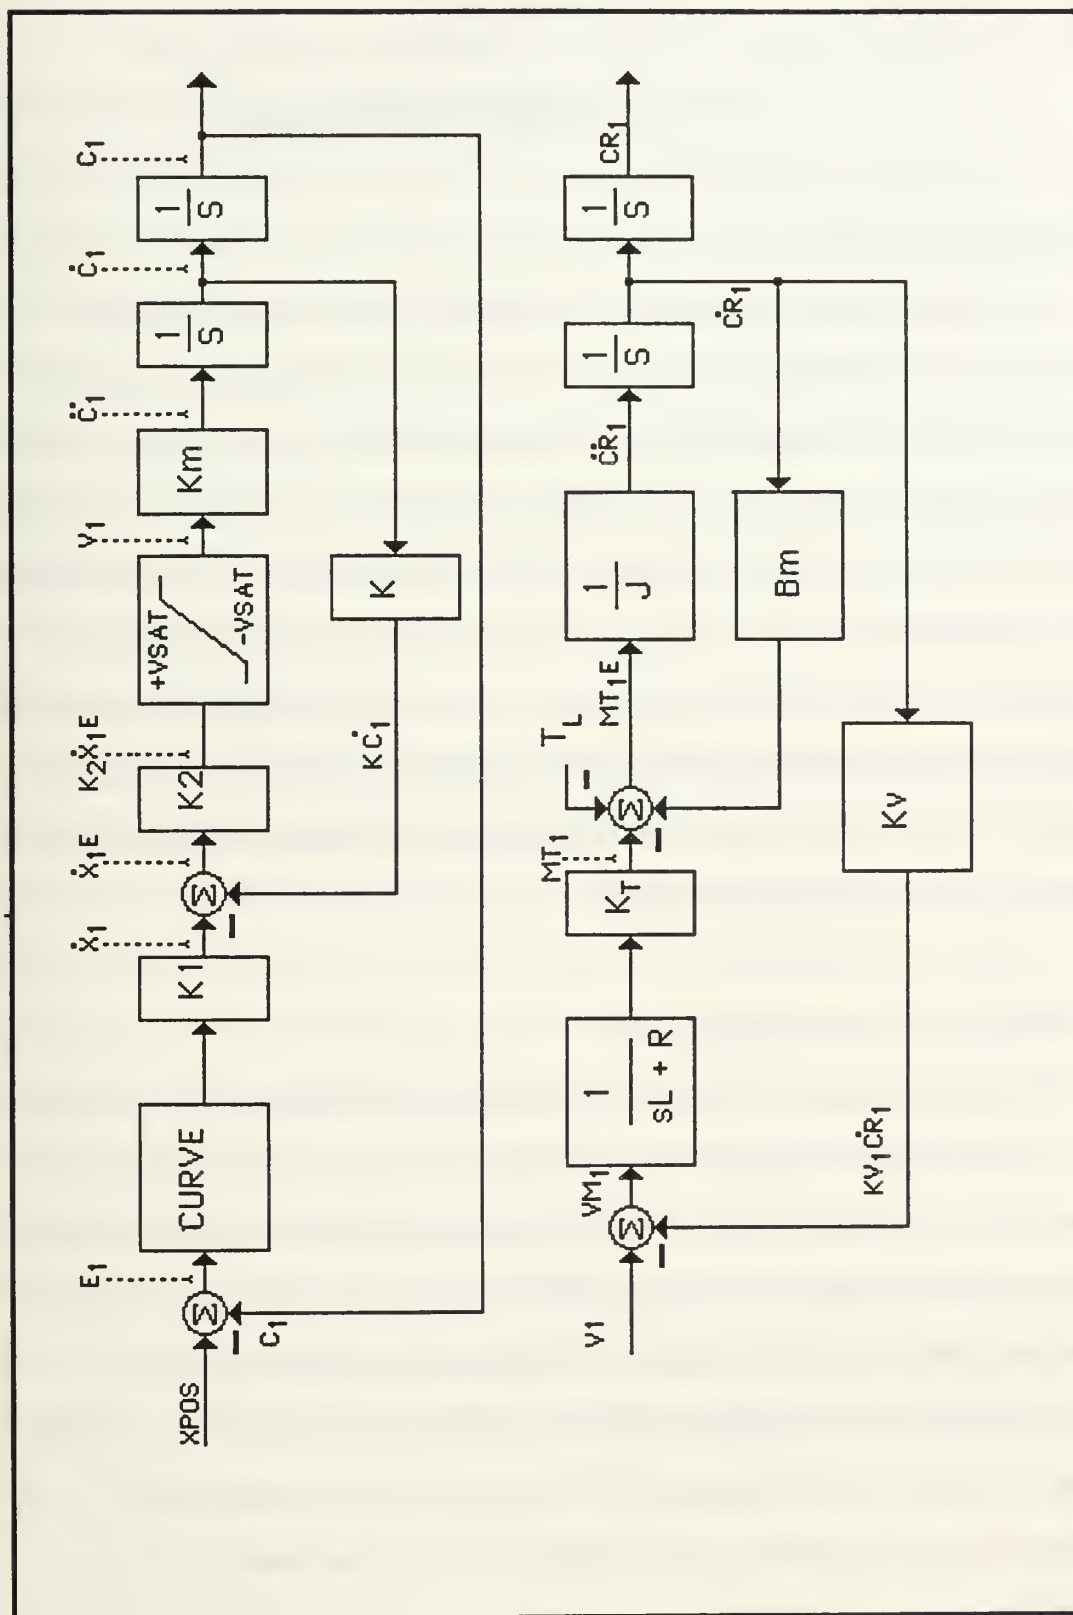 XPOS
E₁
CURVE
K1
Ẋ₁
Σ
Ẋ₁E
K2
K₂Ẋ₁E
+VSAT
-VSAT
V₁
Km
C̈₁
1
S
Ċ₁
1
S
C₁
Σ
C₁
KĊ₁
K
V1
Σ
VM₁
1
sL + R
KT
MT₁
Σ
TL
MT₁E
1
J
C̈R₁
1
S
ĊR₁
1
S
CR₁
Bm
Kv
KV₁ĊR₁